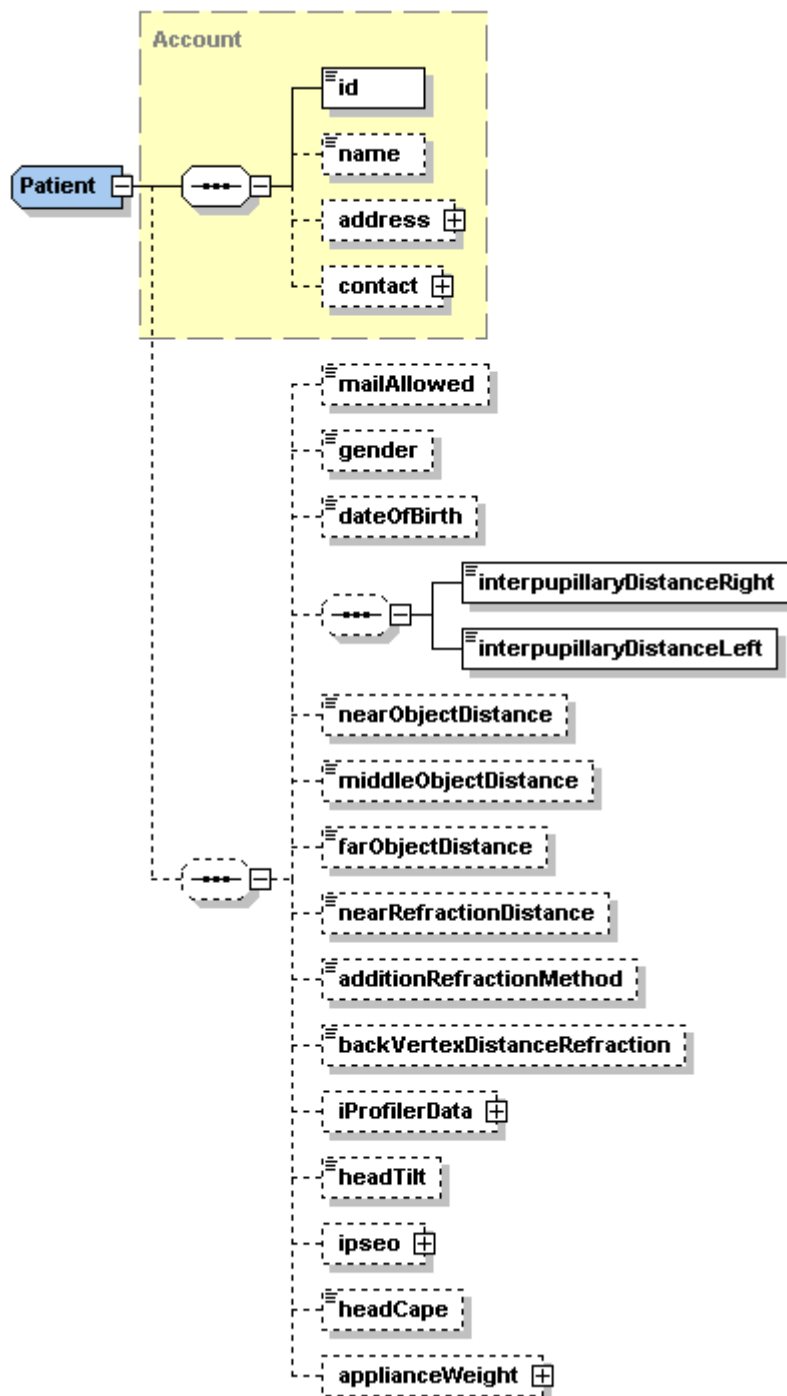 Account
id
name
Patient
address
contact
mailAllowed
gender
dateOfBirth
interpupillaryDistanceRight
interpupillaryDistanceLeft
nearObjectDistance
middleObjectDistance
farObjectDistance
nearRefractionDistance
additionRefractionMethod
backVertexDistanceRefraction
iProfilerData
headTilt
ipseo
headCape
applianceWeight